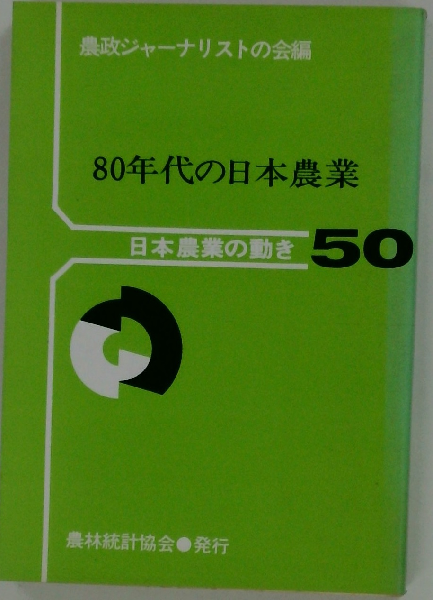 農政ジャーナリストの会編
80年代の日本農業
日本農業の動き 50
農林統計協会●発行